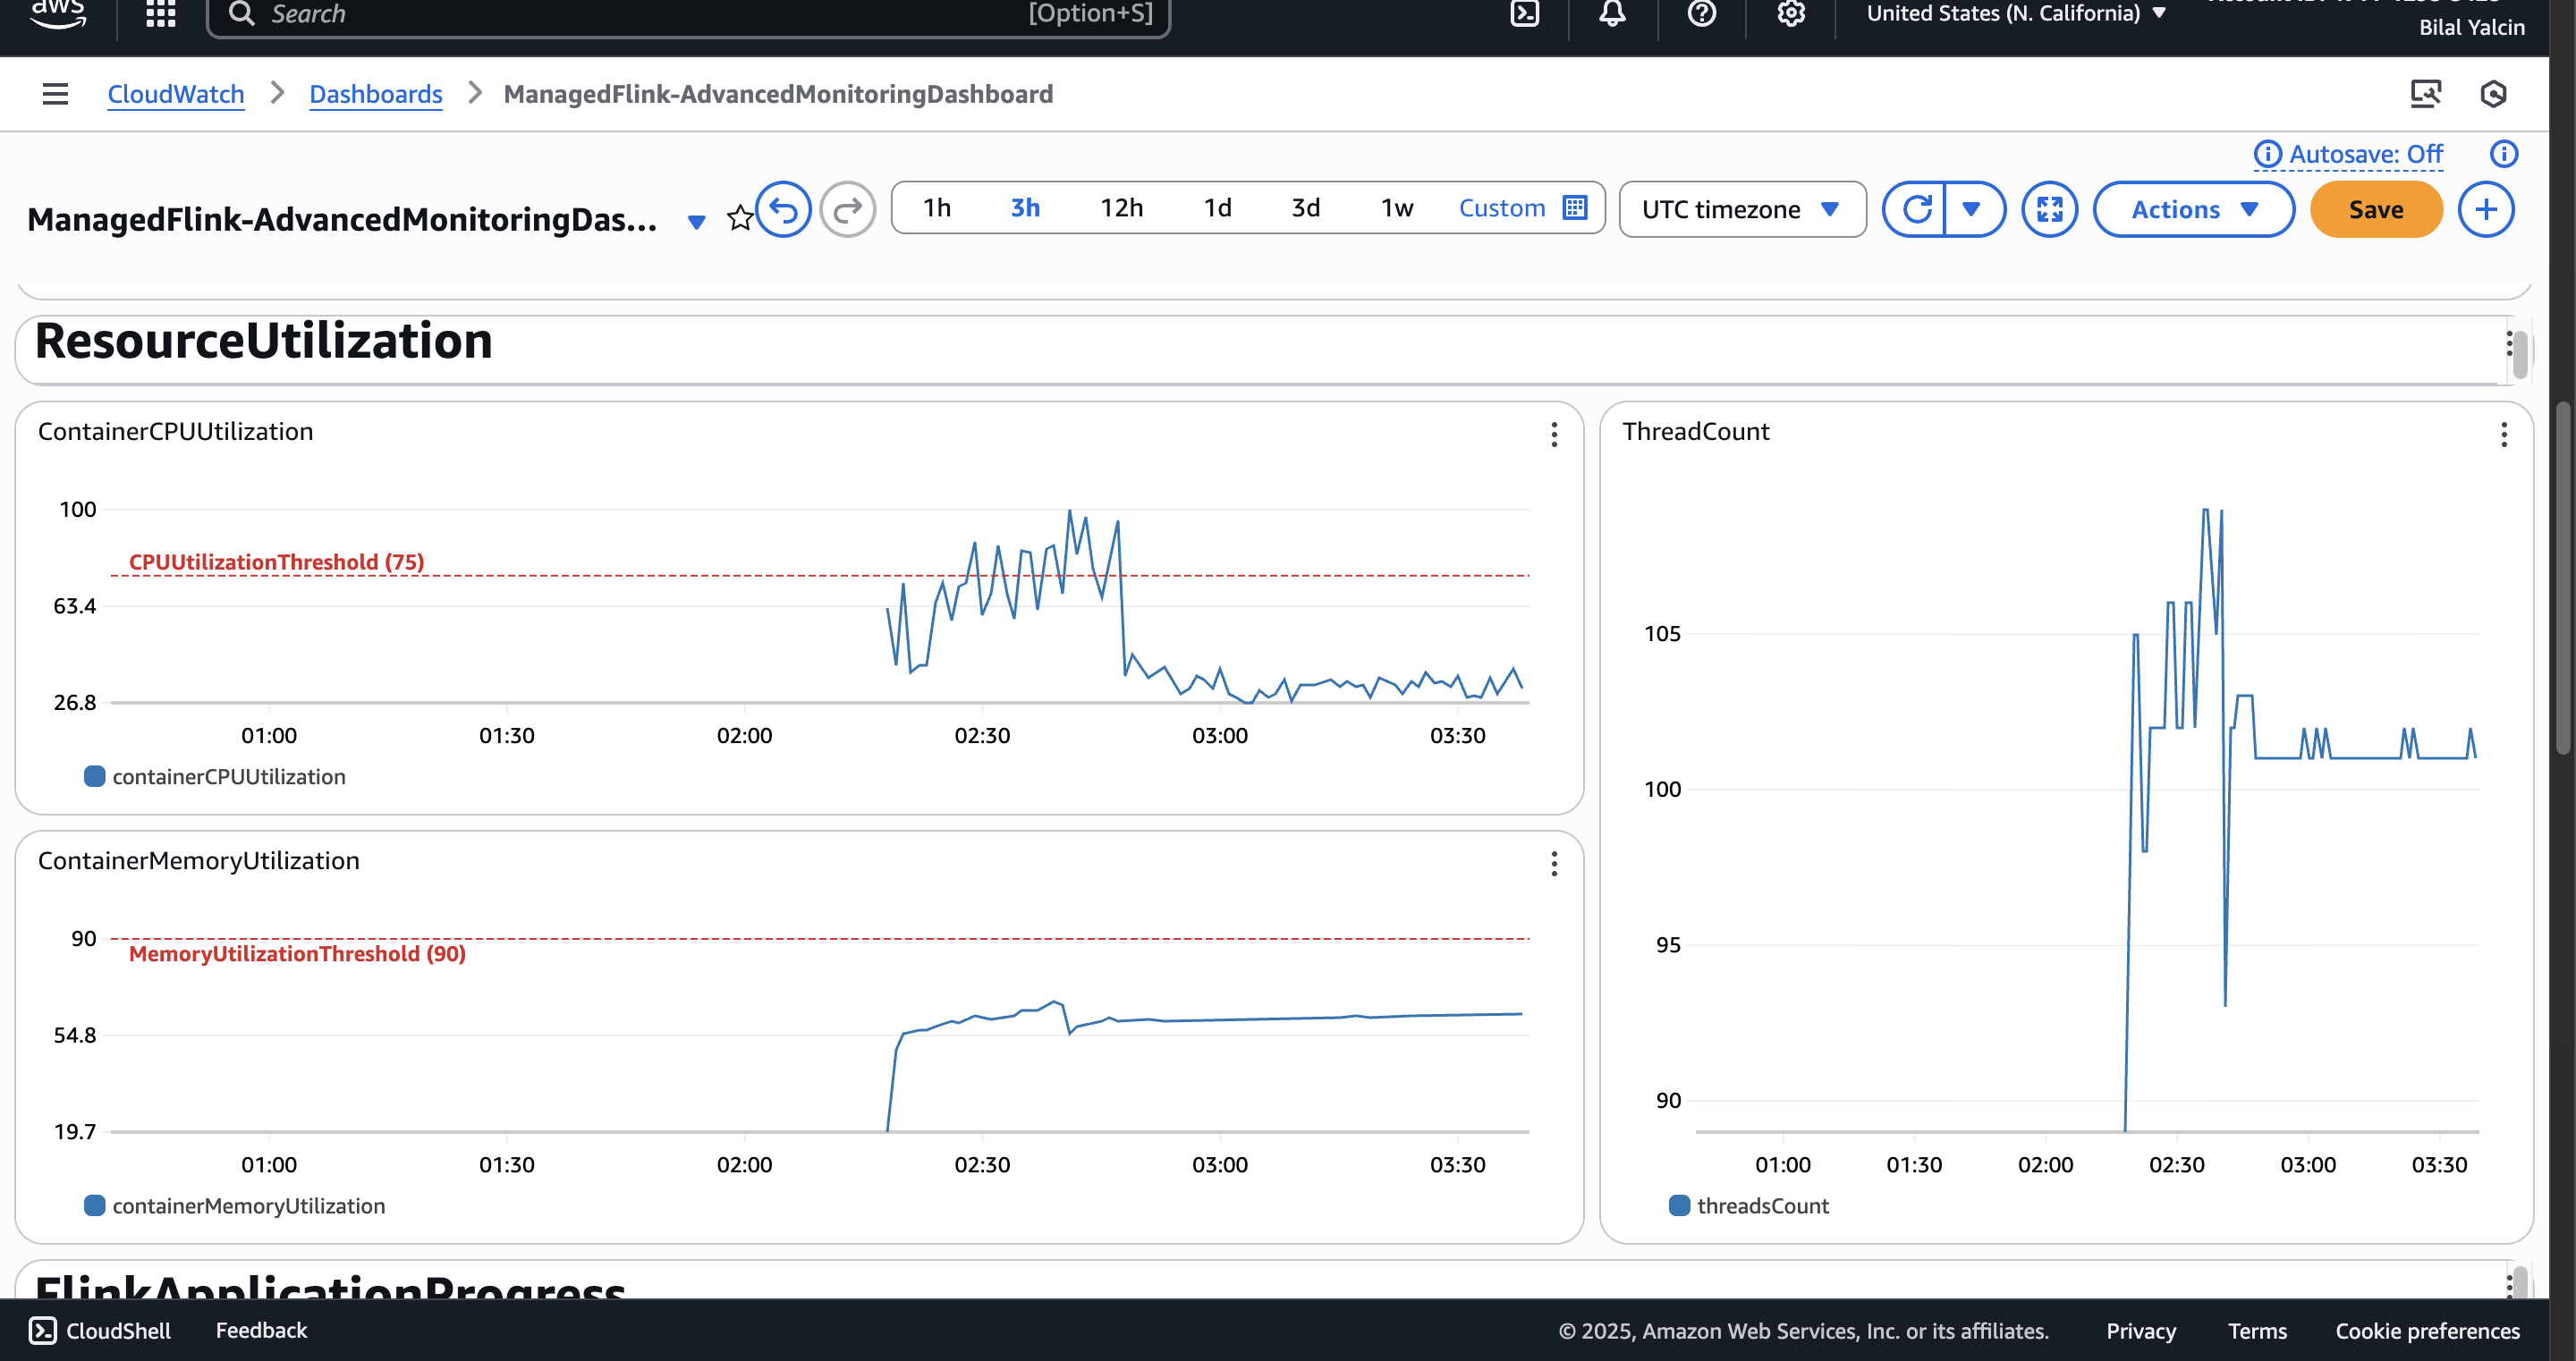 aws
Search
[Option+S]
United States (N. California)
Bilal Yalcin
CloudWatch
Dashboards
ManagedFlink-AdvancedMonitoringDashboard
Autosave: Off
ManagedFlink-AdvancedMonitoringDas...
1h
3h
12h
1d
3d
1w
Custom
UTC timezone
Actions
Save
ResourceUtilization
ContainerCPUUtilization
100
CPUUtilizationThreshold (75)
63.4
26.8
01:00
01:30
02:00
02:30
03:00
03:30
containerCPUUtilization
ThreadCount
105
100
95
90
01:00
01:30
02:00
02:30
03:00
03:30
threadsCount
ContainerMemoryUtilization
90
MemoryUtilizationThreshold (90)
54.8
19.7
01:00
01:30
02:00
02:30
03:00
03:30
containerMemoryUtilization
FlinkApplicationProgress
CloudShell
Feedback
© 2025, Amazon Web Services, Inc. or its affiliates.
Privacy
Terms
Cookie preferences